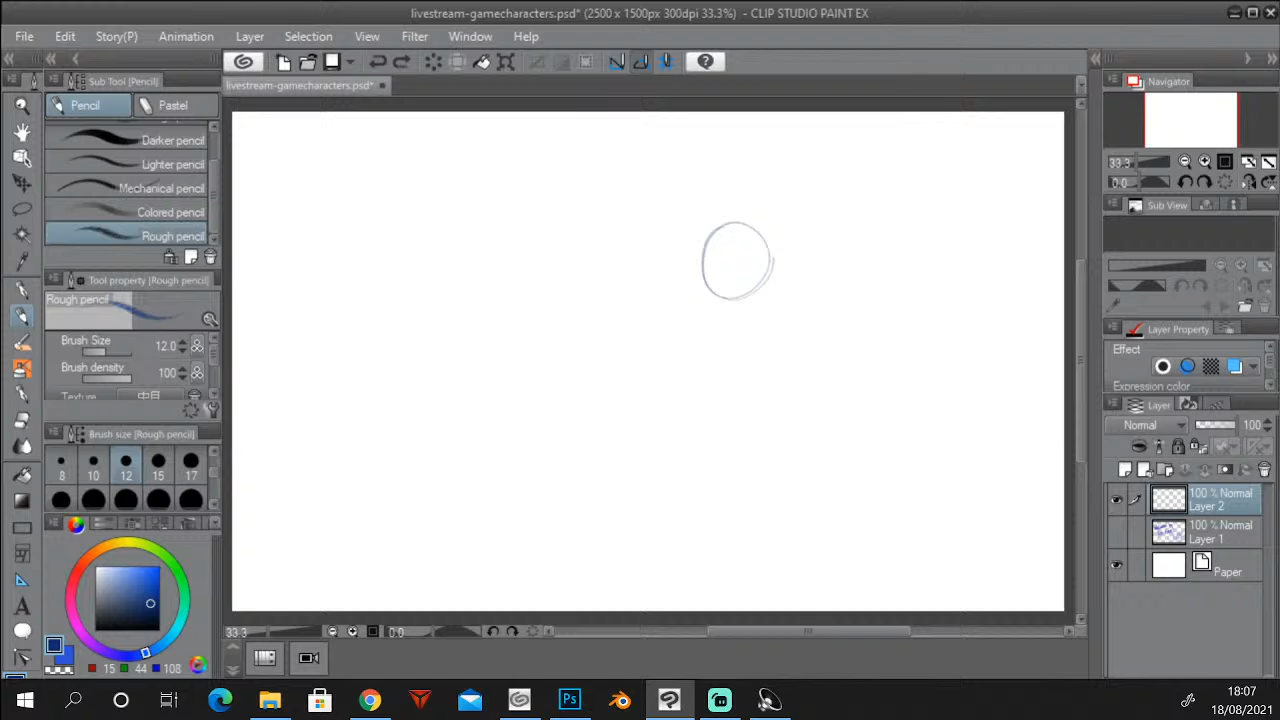 livestream-gamecharacters.psd* (2500 x 1500px 300dpi 33.3%) - CLIP STUDIO PAINT EX
File Edit Story(P) Animation Layer Selection View Filter Window Help
Sub Tool [Pencil]
livestream-gamecharacters.psd*
Navigator
Pencil Pastel
Darker pencil
Lighter pencil
Mechanical pencil
Colored pencil
Rough pencil
33.3
0.0
Sub View
Tool property [Rough pencil]
Rough pencil
Brush Size 12.0
Brush density 100
Texture 中目
Layer Property
Effect
Expression color
Layer
Normal 100
Brush size [Rough pencil]
8 10 12 15 17
100 % Normal
Layer 2
100 % Normal
Layer 1
Paper
A
33.3 0.0
15 44 108
Ps
18:07
18/08/2021